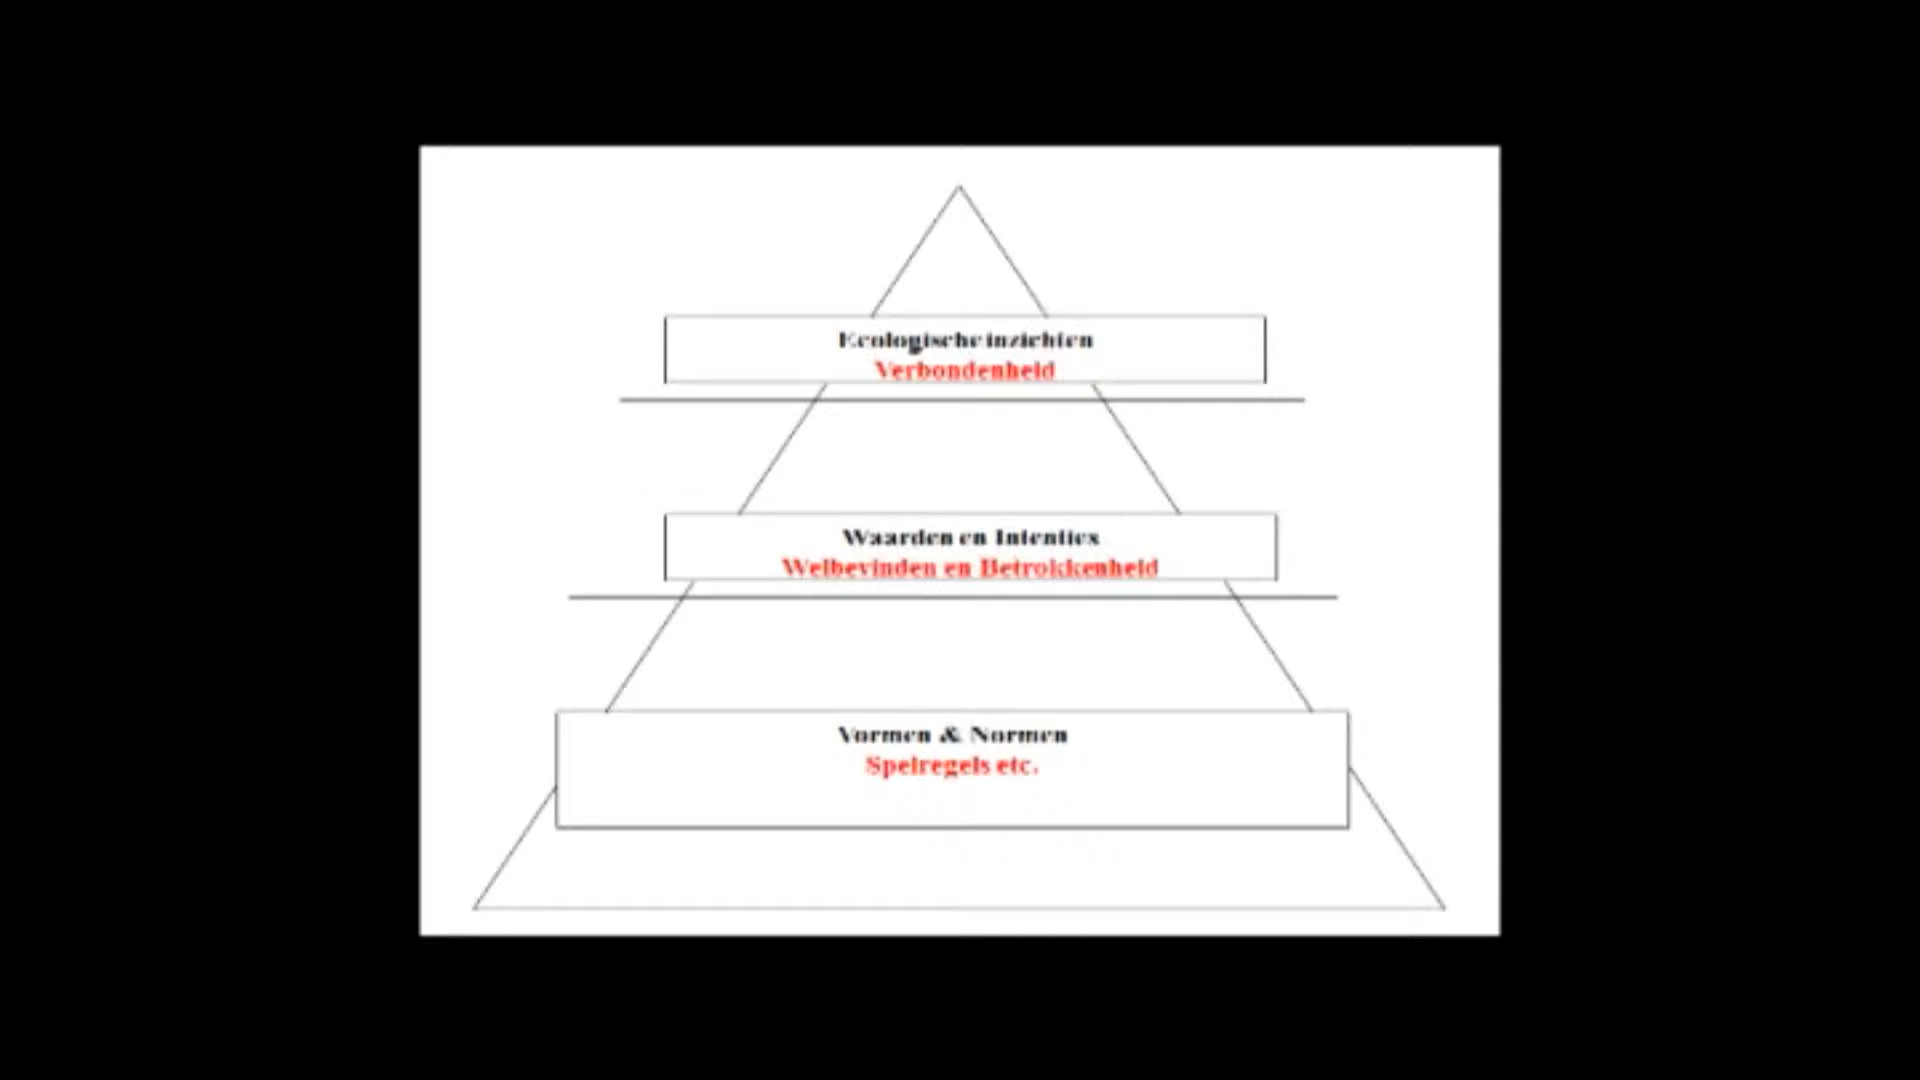 Ecologische inzichten
Verbondenheid
Waarden en Intenties
Welbevinden en Betrokkenheid
Vormen & Normen
Spelregels etc.